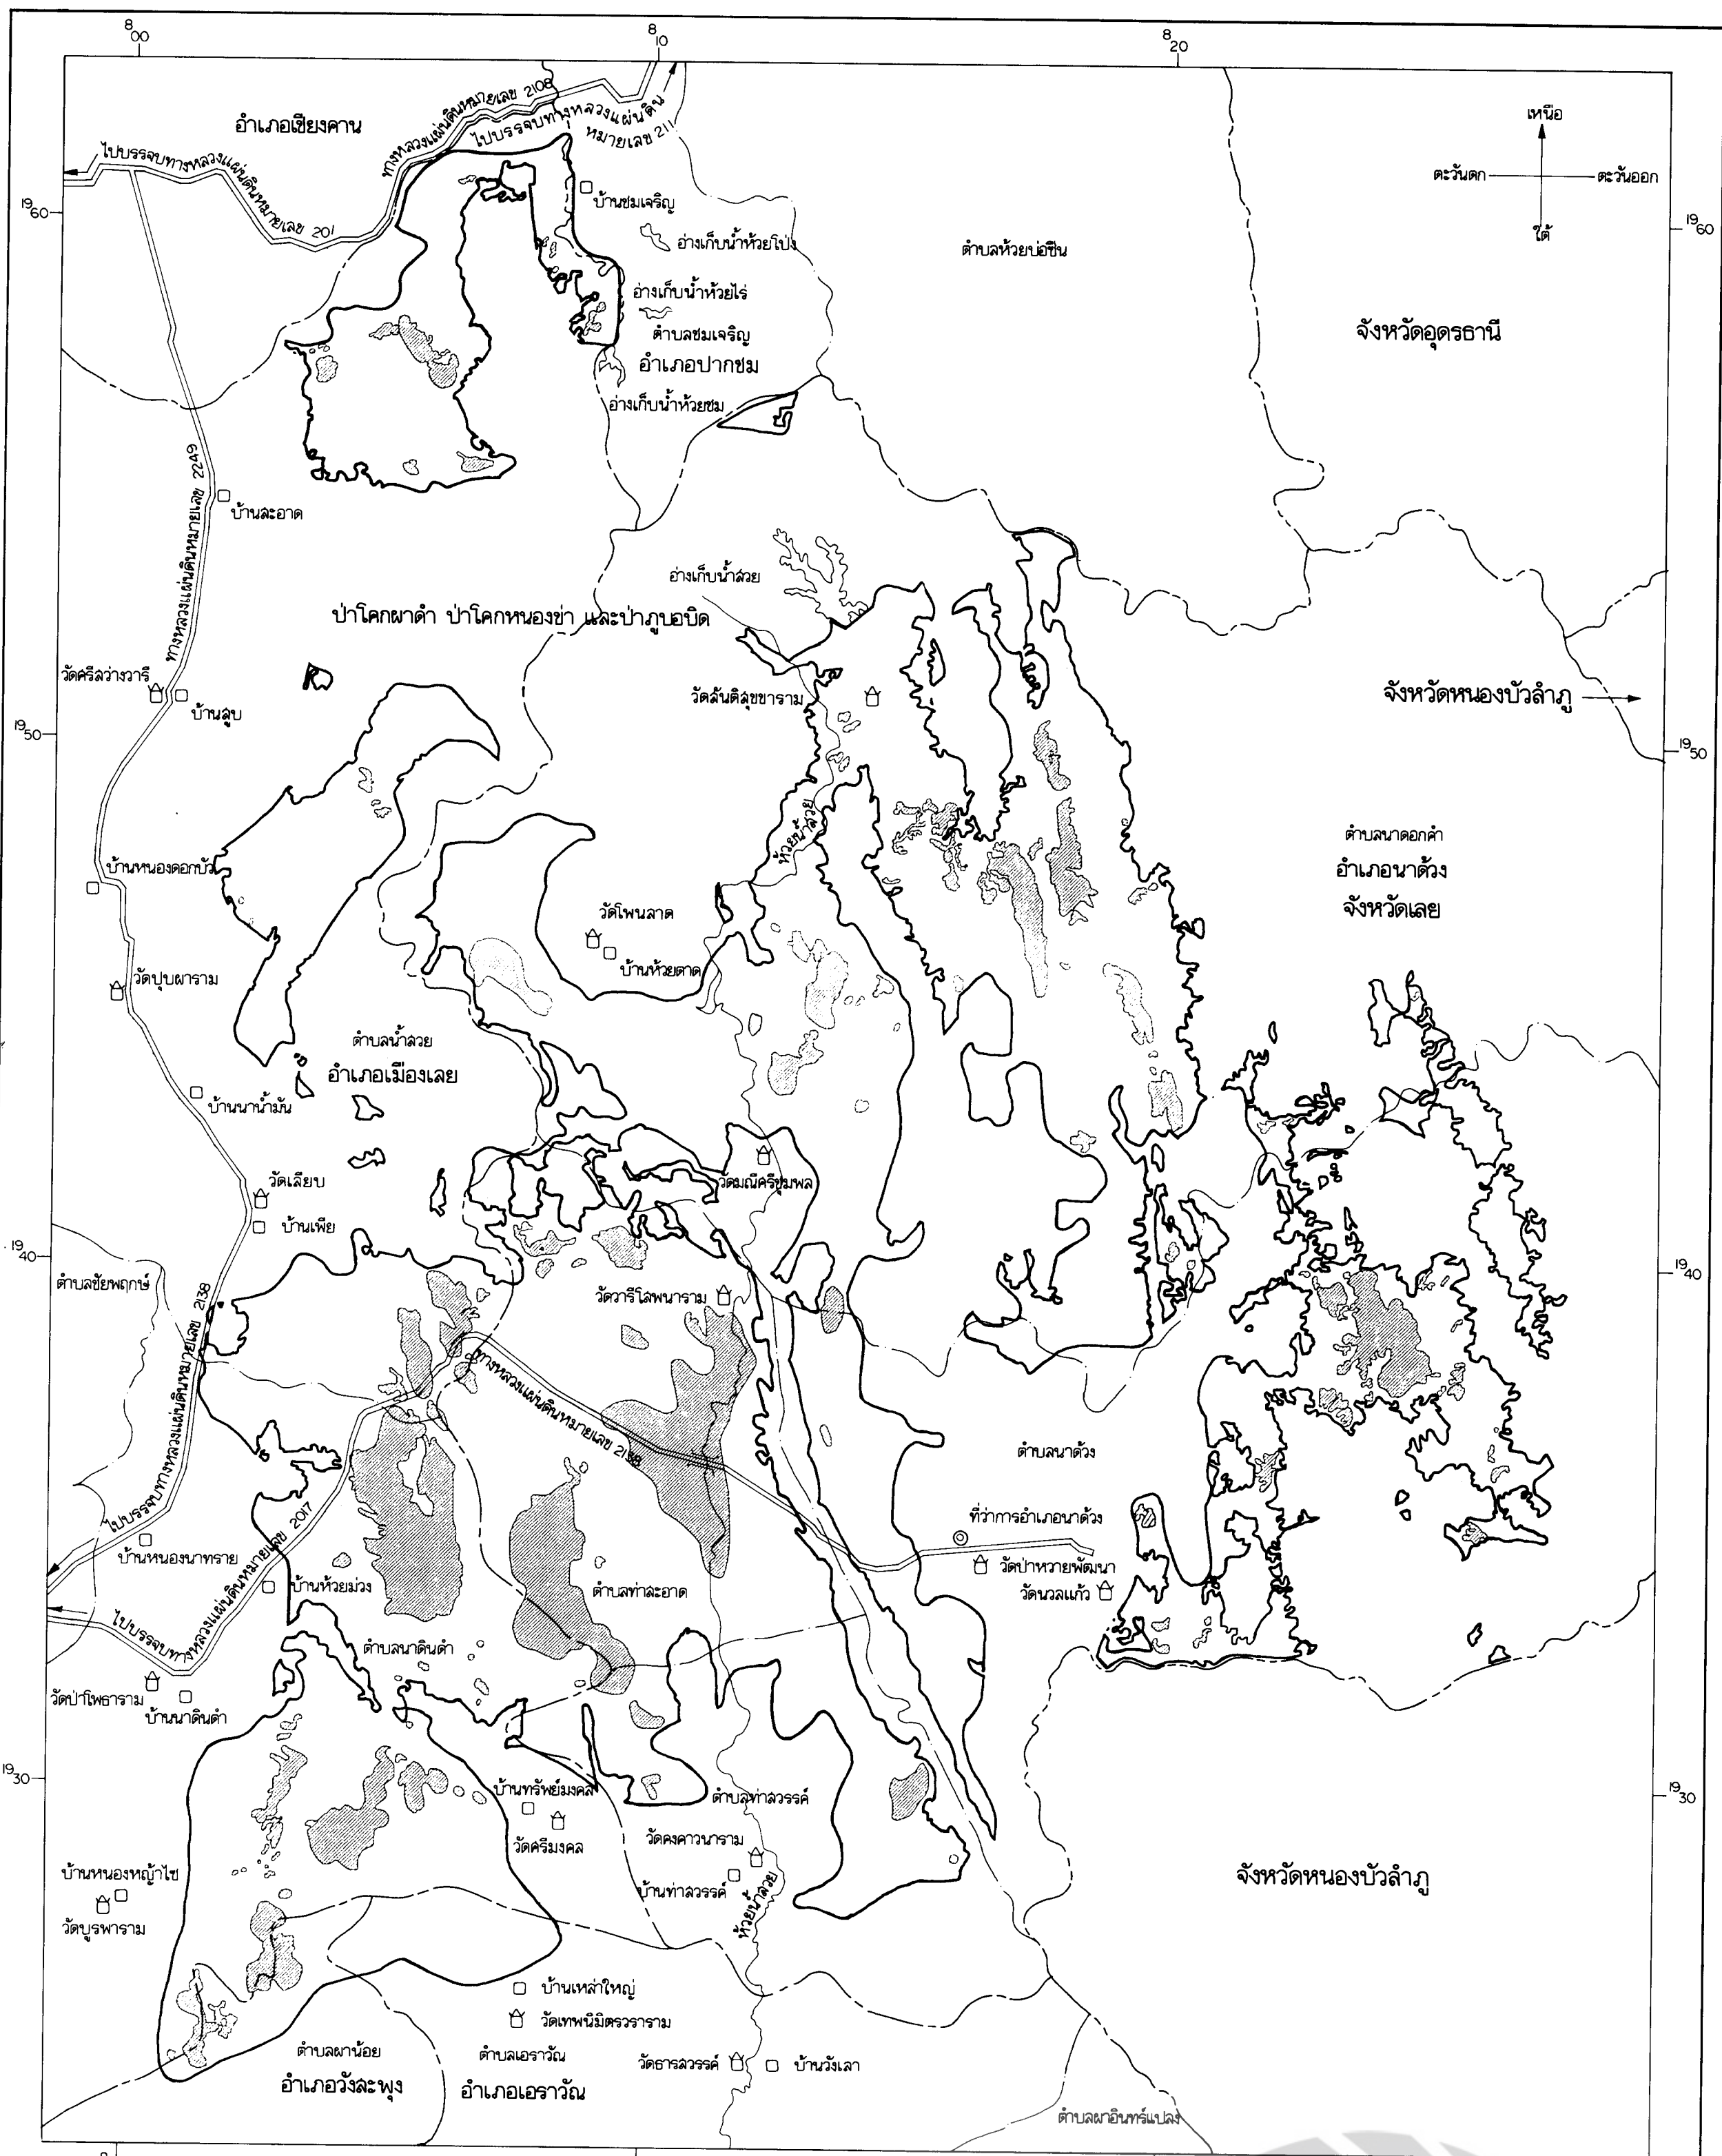 800
810
820
อำเภอเชียงคาน
ทางหลวงแผ่นดินหมายเลข 2108
ไปบรรจบทางหลวงแผ่นดิน
หมายเลข 211
ไปบรรจบทางหลวงแผ่นดินหมายเลข 201
เหนือ
ตะวันตก
ตะวันออก
ใต้
1960
1960
บ้านชมเจริญ
อ่างเก็บน้ำห้วยโป่ง
ตำบลห้วยบ่อซืน
อ่างเก็บน้ำห้วยไร่
ตำบลชมเจริญ
อำเภอปากชม
อ่างเก็บน้ำห้วยชม
จังหวัดอุดรธานี
ทางหลวงแผ่นดินหมายเลข 2249
บ้านละอาด
อ่างเก็บน้ำสวย
ป่าโคกผาดำ ป่าโคกหนองข่า และป่าภูบอบิด
วัดศรีสว่างวารี
บ้านสูบ
วัดสันติสุขขาราม
จังหวัดหนองบัวลำภู
1950
1950
ห้วยน้ำสวย
ตำบลนาดอกคำ
อำเภอนาด้วง
จังหวัดเลย
บ้านหนองดอกบัว
วัดโพนลาด
บ้านห้วยตาด
วัดปุบผาราม
ตำบลน้ำสวย
อำเภอเมืองเลย
บ้านนาน้ำมัน
วัดมณีศรีชุมพล
วัดเลียบ
บ้านเพีย
1940
1940
ตำบลชัยพฤกษ์
วัดวารีโสพนาราม
ไปบรรจบทางหลวงแผ่นดินหมายเลข 2138
ทางหลวงแผ่นดินหมายเลข 2138
ตำบลนาด้วง
ที่ว่าการอำเภอนาด้วง
วัดป่าหวายพัฒนา
วัดนวลแก้ว
บ้านหนองนาทราย
บ้านห้วยม่วง
ไปบรรจบทางหลวงแผ่นดินหมายเลข 2017
ตำบลท่าสะอาด
ตำบลนาดินดำ
วัดป่าโพธาราม
บ้านนาดินดำ
1930
1930
บ้านทรัพย์มงคล
วัดศรีมงคล
ตำบลท่าสวรรค์
วัดคงคาวนาราม
บ้านท่าสวรรค์
ห้วยน้ำสวย
บ้านหนองหญ้าไซ
วัดบูรพาราม
จังหวัดหนองบัวลำภู
บ้านเหล่าใหญ่
วัดเทพนิมิตรวราราม
ตำบลผาน้อย
อำเภอวังสะพุง
ตำบลเอราวัณ
อำเภอเอราวัณ
วัดธารสวรรค์
บ้านวังเลา
ตำบลผาอินทร์แปลง